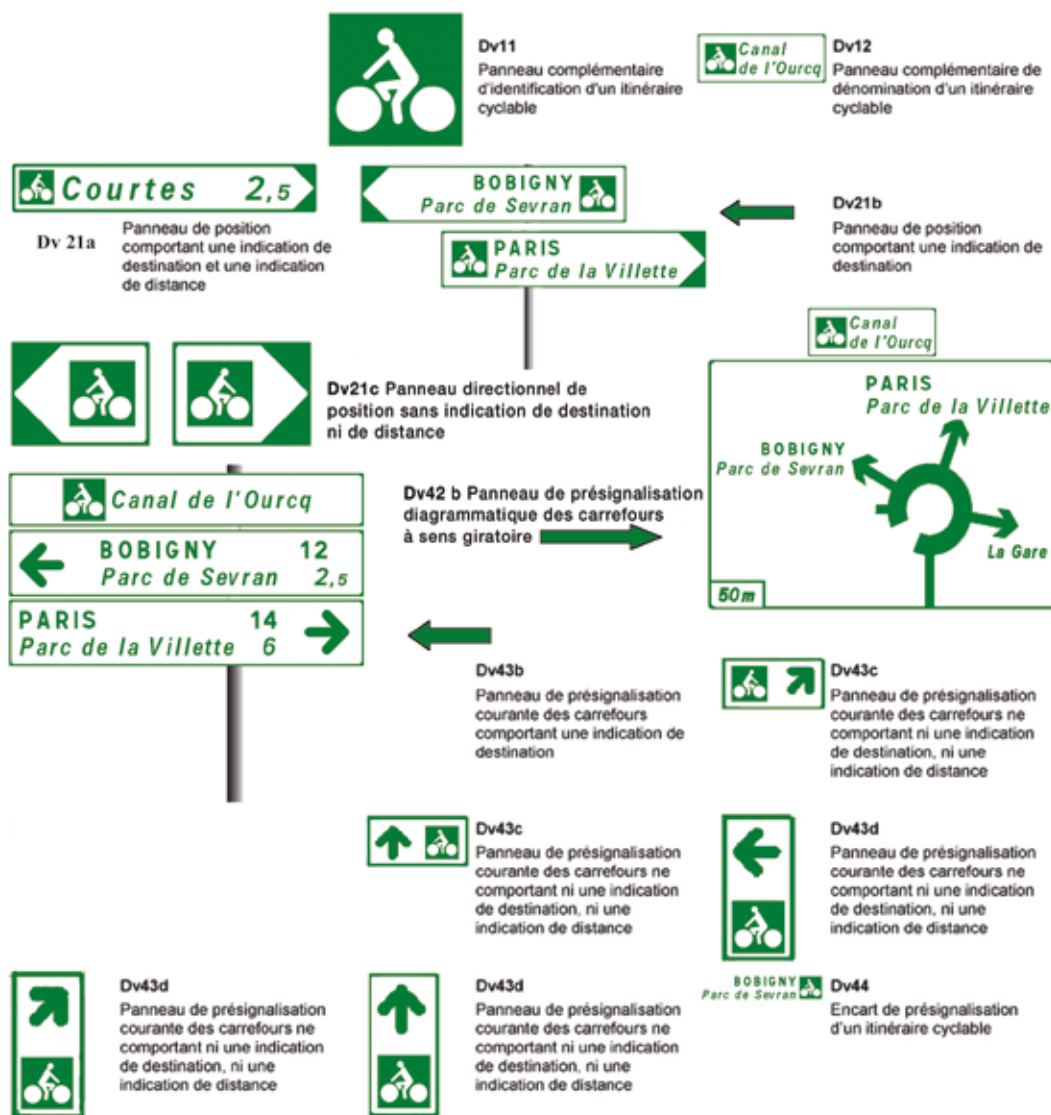 Dv11
Panneau complémentaire
d'identification d'un itinéraire
cyclable
Canal
de l'Ourcq
Dv12
Panneau complémentaire de
dénomination d'un itinéraire
cyclable
Courtes 2,5
Dv 21a
Panneau de position
comportant une indication de
destination et une indication
de distance
BOBIGNY
Parc de Sevran
PARIS
Parc de la Villette
Dv21b
Panneau de position
comportant une indication de
destination
Dv21c Panneau directionnel de
position sans indication de destination
ni de distance
Canal
de l'Ourcq
PARIS
Parc de la Villette
BOBIGNY
Parc de Sevran
La Gare
50m
Dv42 b Panneau de présignalisation
diagrammatique des carrefours
à sens giratoire
Canal de l'Ourcq
BOBIGNY 12
Parc de Sevran 2,5
PARIS 14
Parc de la Villette 6
Dv43b
Panneau de présignalisation
courante des carrefours
comportant une indication de
destination
Dv43c
Panneau de présignalisation
courante des carrefours ne
comportant ni une indication
de destination, ni une
indication de distance
Dv43c
Panneau de présignalisation
courante des carrefours ne
comportant ni une indication
de destination, ni une
indication de distance
Dv43d
Panneau de présignalisation
courante des carrefours ne
comportant ni une indication
de destination, ni une
indication de distance
Dv43d
Panneau de présignalisation
courante des carrefours ne
comportant ni une indication
de destination, ni une
indication de distance
Dv43d
Panneau de présignalisation
courante des carrefours ne
comportant ni une indication
de destination, ni une
indication de distance
BOBIGNY
Parc de Sevran
Dv44
Encart de présignalisation
d'un itinéraire cyclable